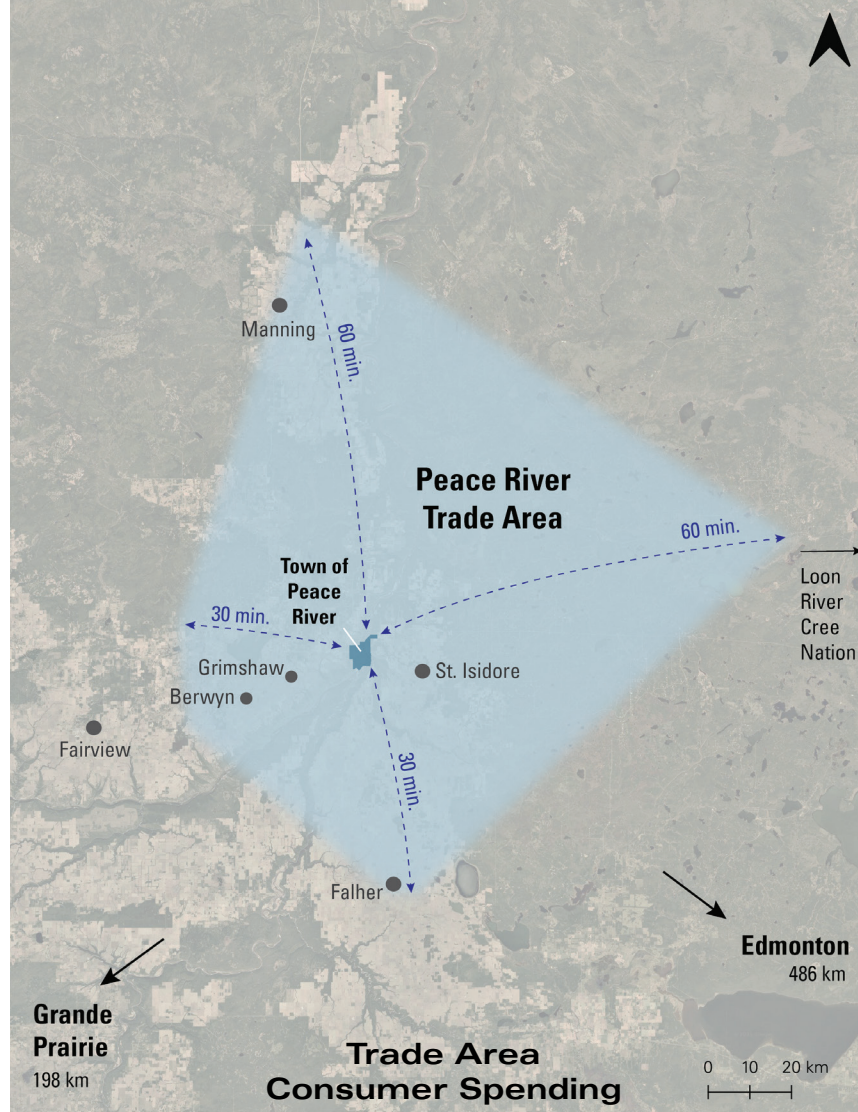 Manning
60 min.
Peace River
Trade Area
60 min.
Loon
River
Cree
Nation
Town of
Peace
River
30 min.
Grimshaw
St. Isidore
Berwyn
Fairview
30 min.
Falher
Edmonton
486 km
Grande
Prairie
198 km
Trade Area
Consumer Spending
0 10 20 km